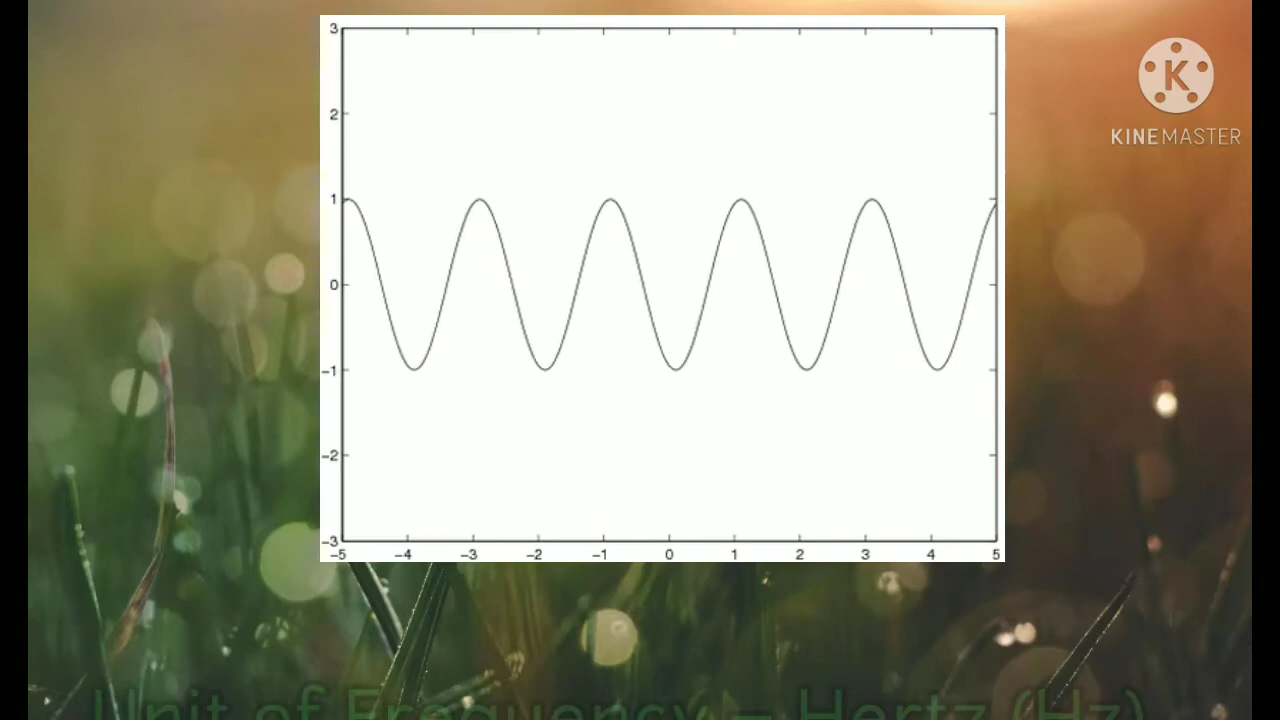 3
2
1
0
−1
−2
−3
−5 −4 −3 −2 −1 0 1 2 3 4 5
K
KINEMASTER
Unit of Frequency – Hertz (Hz)